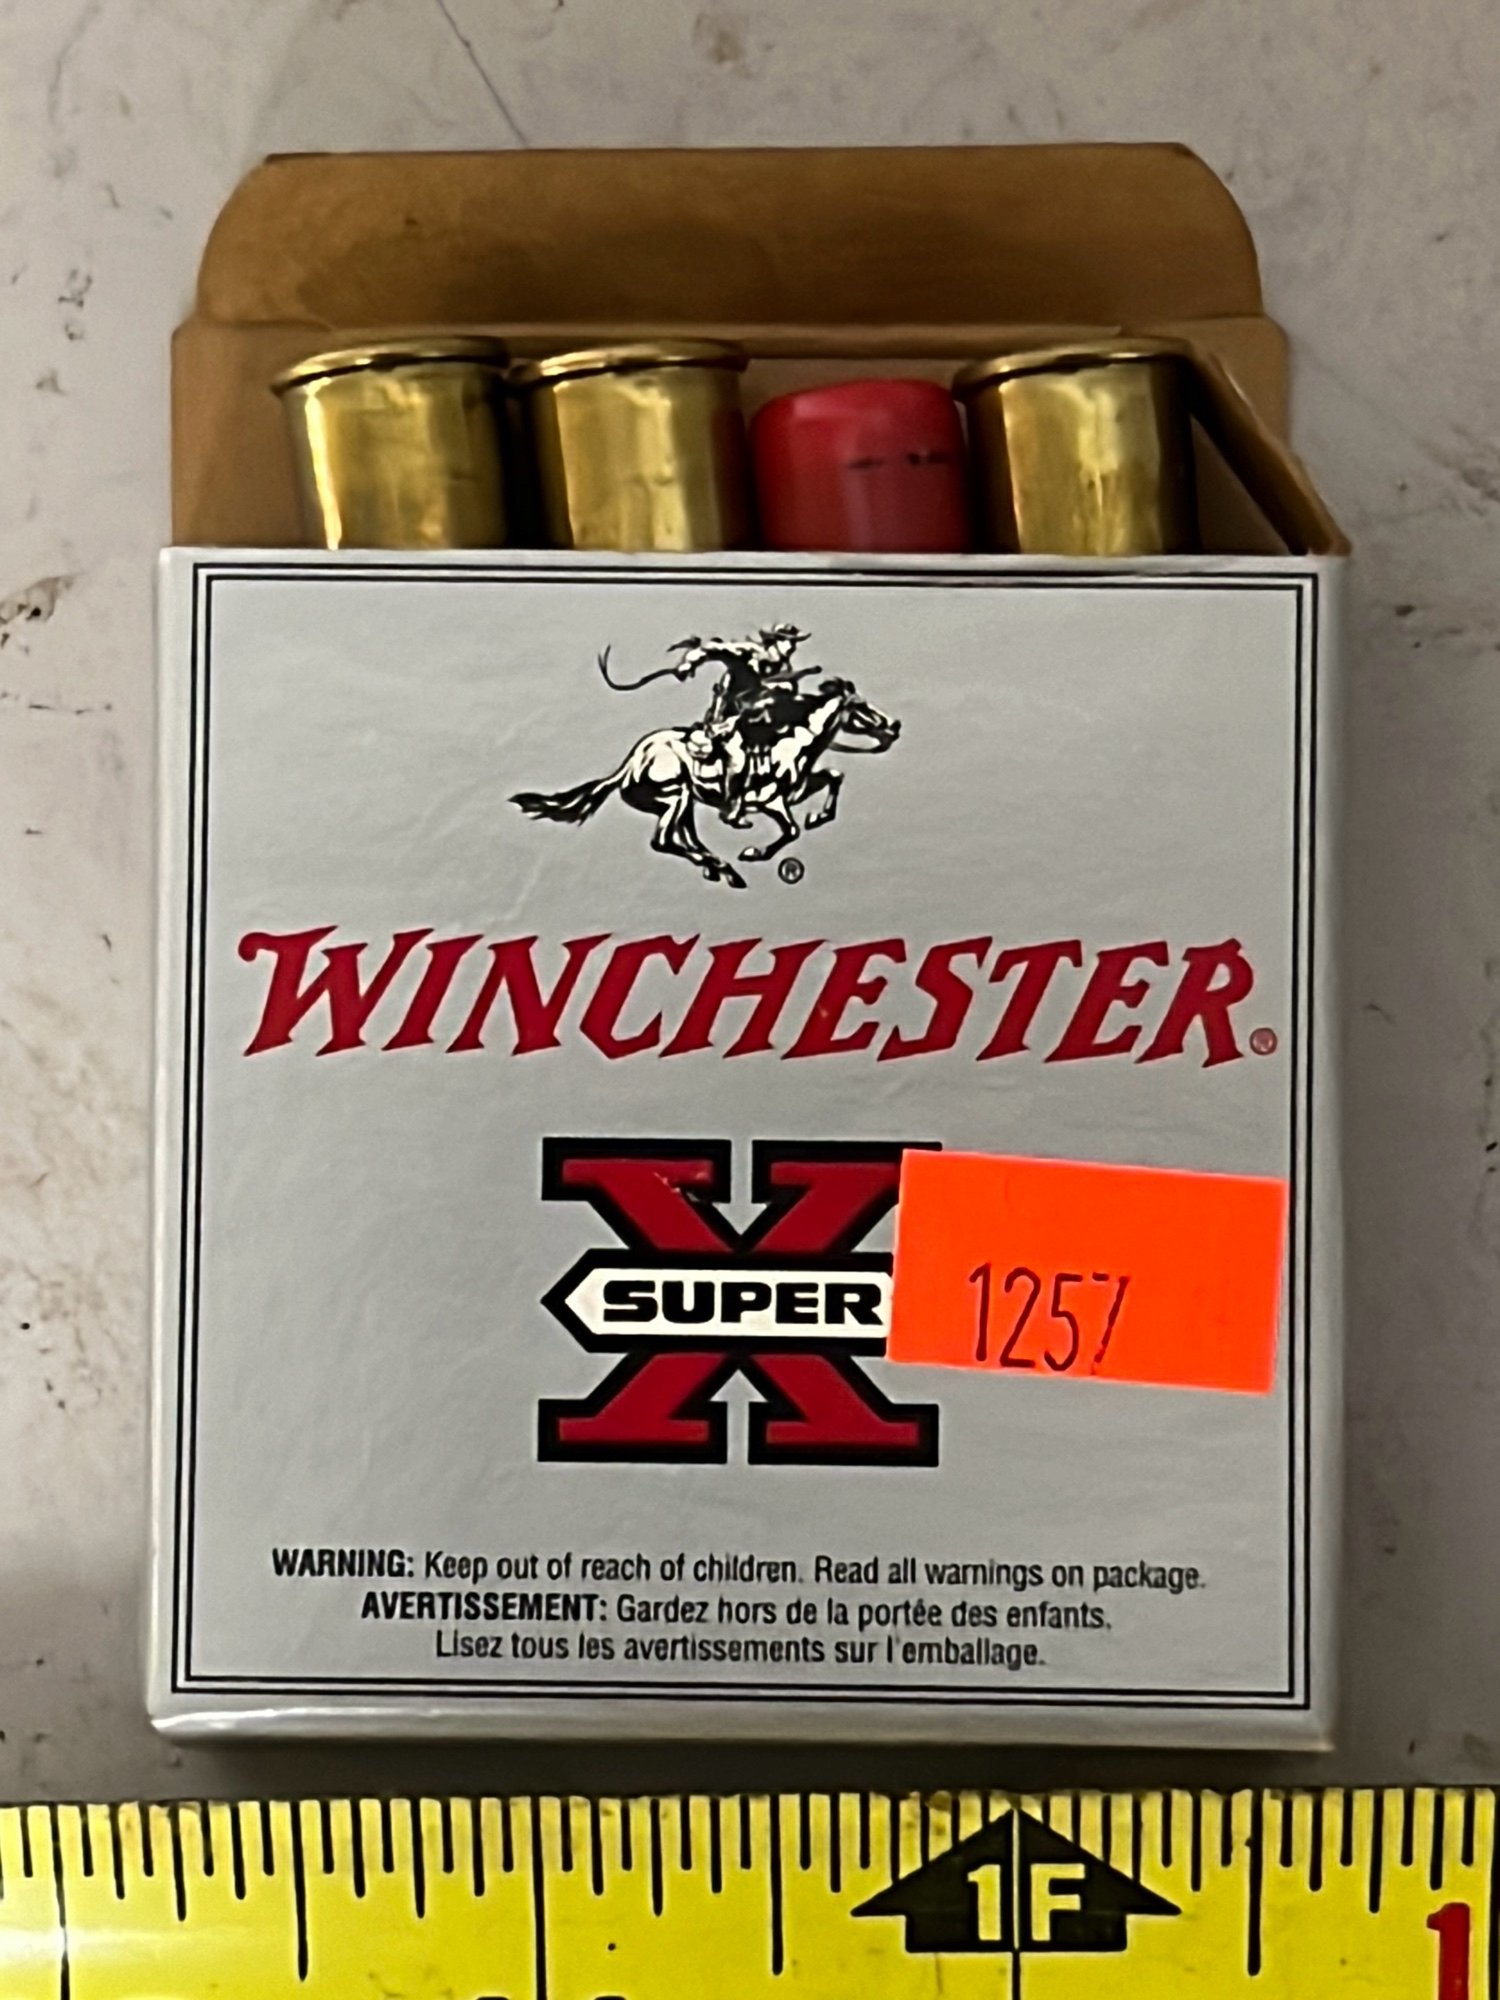 ®
WINCHESTER®
X
SUPER
1257
WARNING: Keep out of reach of children. Read all warnings on package.
AVERTISSEMENT: Gardez hors de la portée des enfants.
Lisez tous les avertissements sur l'emballage.
1F
1